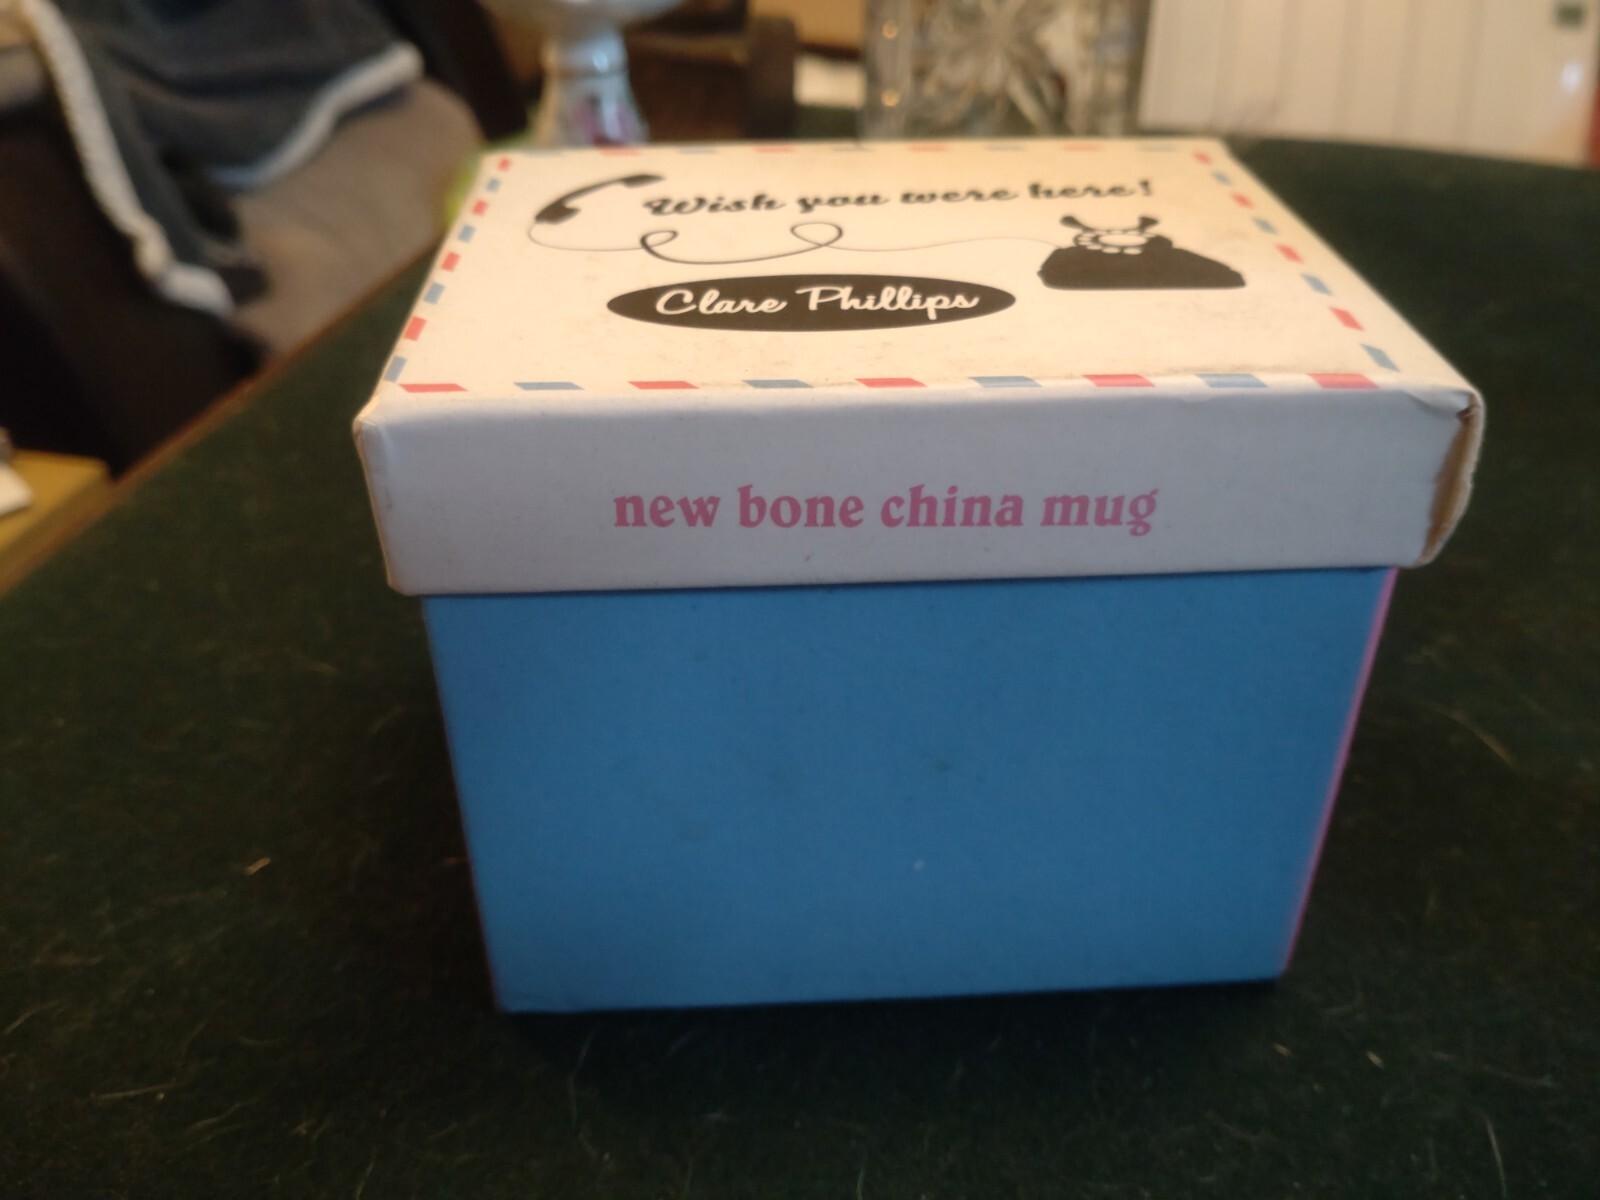 Wish you were here!
Clare Phillips
new bone china mug